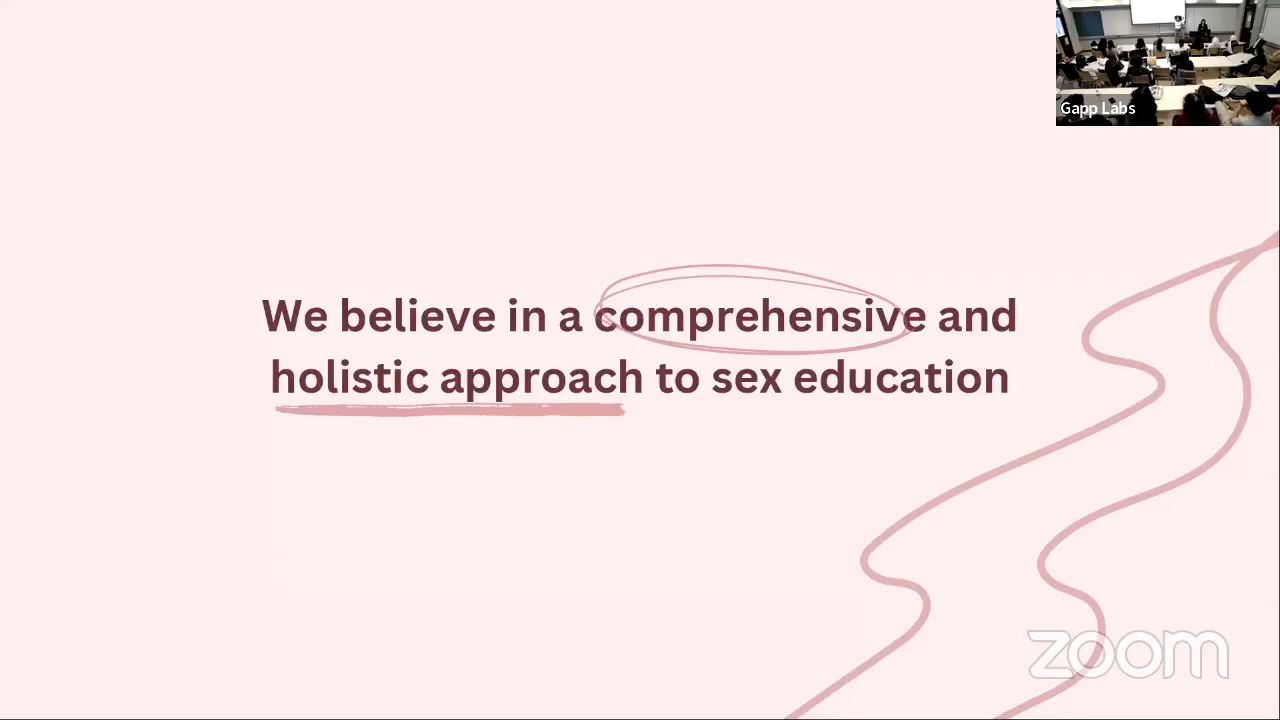 Gapp Labs
We believe in a comprehensive and
holistic approach to sex education
zoom